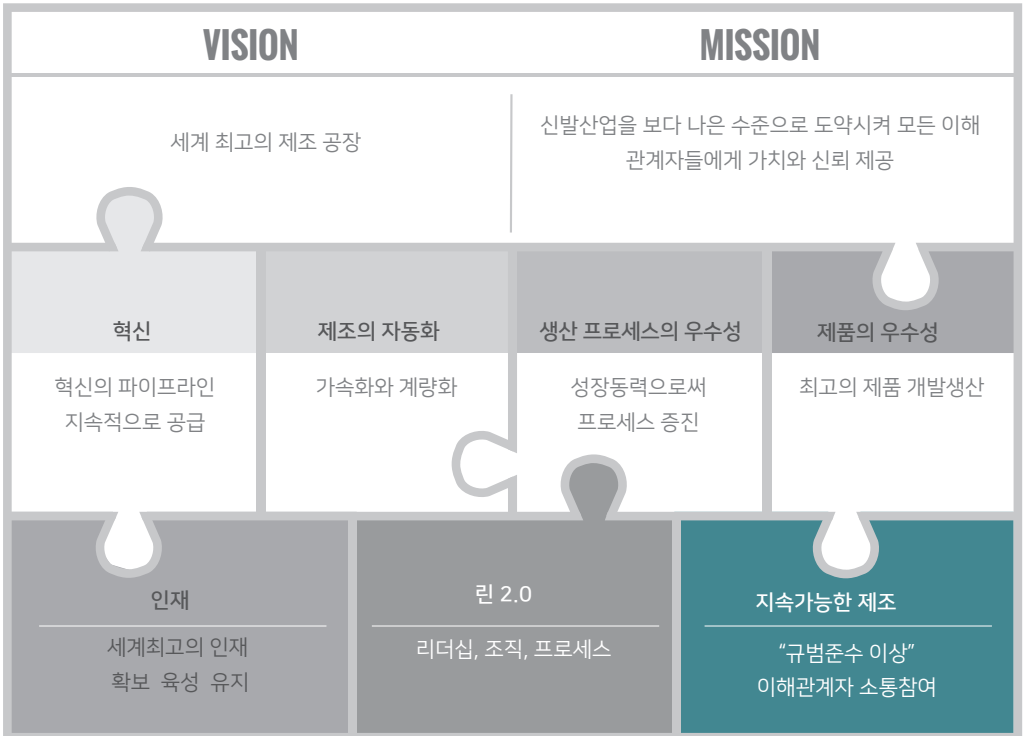 VISION
MISSION
세계 최고의 제조 공장
신발산업을 보다 나은 수준으로 도약시켜 모든 이해
관계자들에게 가치와 신뢰 제공
혁신
혁신의 파이프라인
지속적으로 공급
제조의 자동화
가속화와 계량화
생산 프로세스의 우수성
성장동력으로써
프로세스 증진
제품의 우수성
최고의 제품 개발생산
인재
세계최고의 인재
확보 육성 유지
린 2.0
리더십, 조직, 프로세스
지속가능한 제조
“규범준수 이상”
이해관계자 소통참여